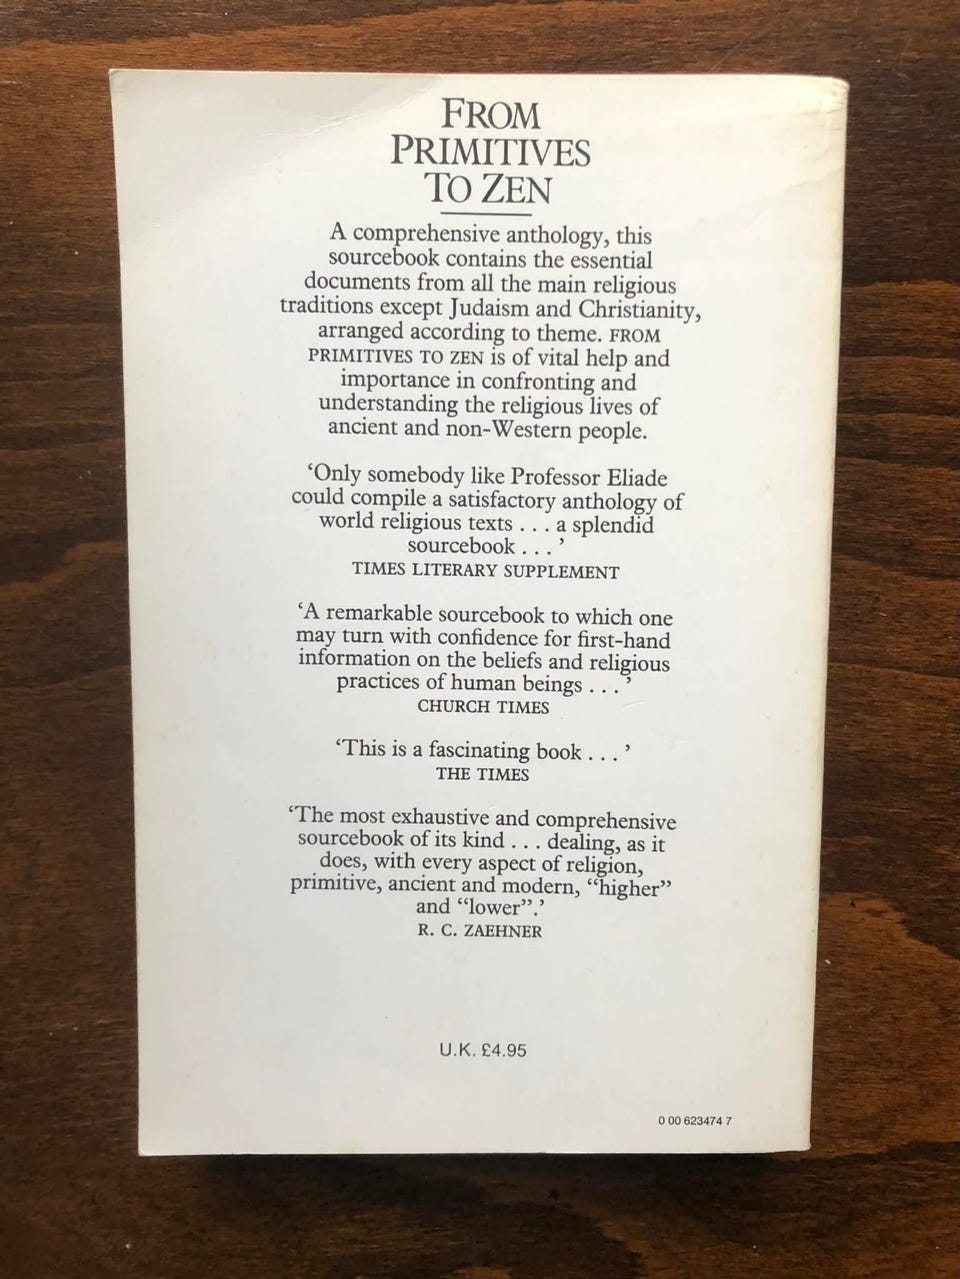 FROM
PRIMITIVES
TO ZEN
A comprehensive anthology, this
sourcebook contains the essential
documents from all the main religious
traditions except Judaism and Christianity,
arranged according to theme. FROM
PRIMITIVES TO ZEN is of vital help and
importance in confronting and
understanding the religious lives of
ancient and non-Western people.
‘Only somebody like Professor Eliade
could compile a satisfactory anthology of
world religious texts . . . a splendid
sourcebook . . . ’
TIMES LITERARY SUPPLEMENT
‘A remarkable sourcebook to which one
may turn with confidence for first-hand
information on the beliefs and religious
practices of human beings . . . ’
CHURCH TIMES
‘This is a fascinating book . . . ’
THE TIMES
‘The most exhaustive and comprehensive
sourcebook of its kind . . . dealing, as it
does, with every aspect of religion,
primitive, ancient and modern, “higher”
and “lower”.’
R. C. ZAEHNER
U.K. £4.95
0 00 623474 7